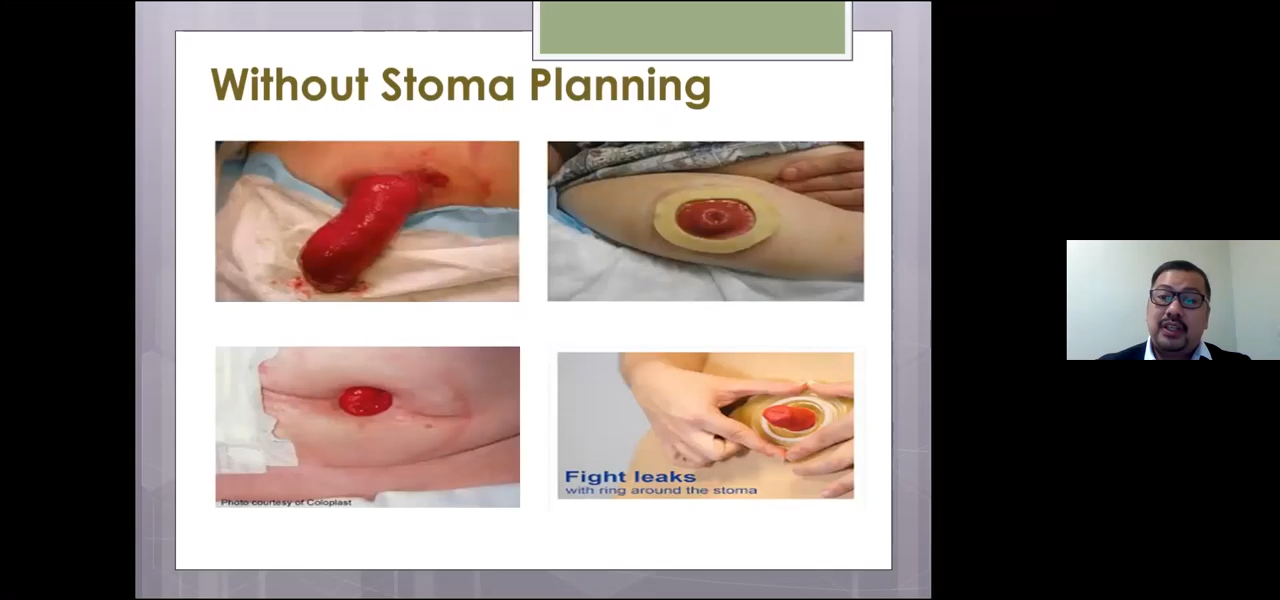 Without Stoma Planning
Photo courtesy of Coloplast
Fight leaks
with ring around the stoma